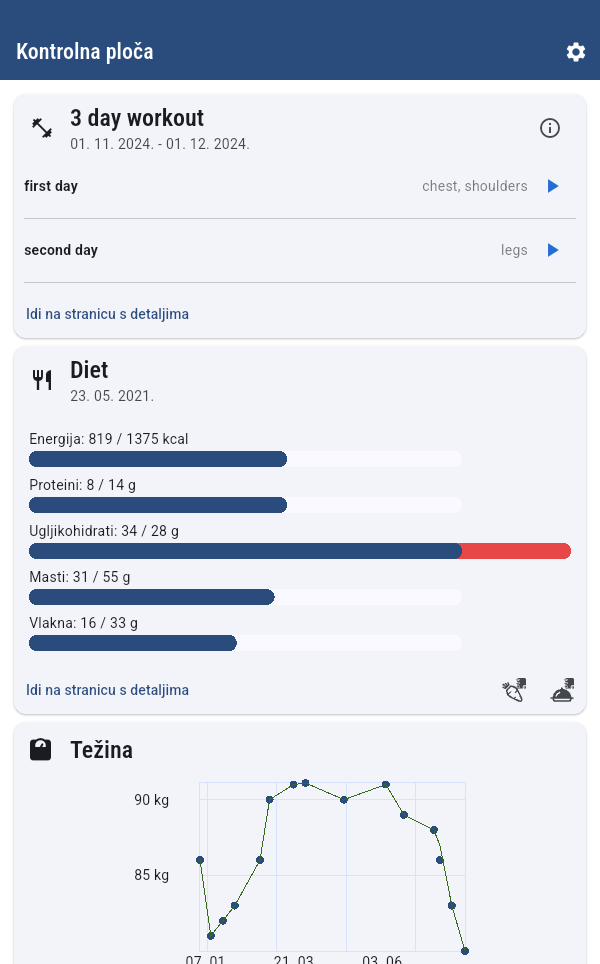 Kontrolna ploča
3 day workout
01. 11. 2024. - 01. 12. 2024.
first day chest, shoulders
second day legs
Idi na stranicu s detaljima
Diet
23. 05. 2021.
Energija: 819 / 1375 kcal
Proteini: 8 / 14 g
Ugljikohidrati: 34 / 28 g
Masti: 31 / 55 g
Vlakna: 16 / 33 g
Idi na stranicu s detaljima
Težina
90 kg
85 kg
07. 01. 21. 03. 03. 06.